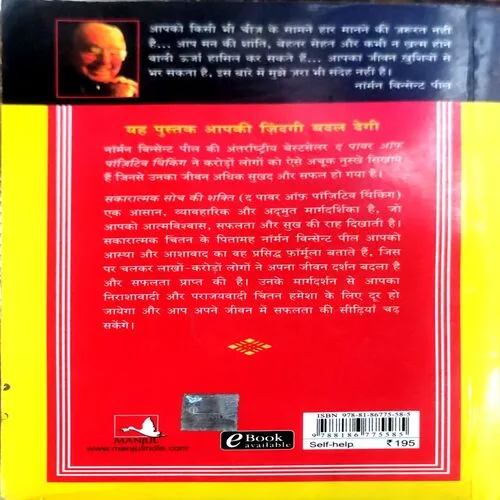 आपको किसी भी चीज़ के सामने हार मानने की ज़रूरत नहीं
है... आप मन की शांति, बेहतर सेहत और कभी न ख़त्म होने
वाली ऊर्जा हासिल कर सकते हैं... आपका जीवन ख़ुशियों से
भर सकता है, इस बारे में मुझे ज़रा भी संदेह नहीं है।
नॉर्मन विन्सेन्ट पील
यह पुस्तक आपकी ज़िंदगी बदल देगी
नॉर्मन विन्सेन्ट पील की अंतर्राष्ट्रीय बेस्टसेलर द पावर ऑफ़
पॉज़िटिव थिंकिंग ने करोड़ों लोगों को ऐसे अचूक नुस्खे सिखाये
हैं जिनसे उनका जीवन अधिक सुखद और सफल हो गया है।
सकारात्मक सोच की शक्ति (द पावर ऑफ़ पॉज़िटिव थिंकिंग)
एक आसान, व्यावहारिक और अद्भुत मार्गदर्शिका है, जो
आपको आत्मविश्वास, सफलता और सुख की राह दिखाती है।
सकारात्मक चिंतन के पितामह नॉर्मन विन्सेन्ट पील आपको
आस्था और आशावाद का वह प्रसिद्ध फ़ॉर्मूला बताते हैं, जिस
पर चलकर लाखों-करोड़ों लोगों ने अपना जीवन दर्शन बदला है
और सफलता प्राप्त की है। उनके मार्गदर्शन से आपका
निराशावादी और पराजयवादी चिंतन हमेशा के लिए दूर हो
जायेगा और आप अपने जीवन में सफलता की सीढ़ियाँ चढ़
सकेंगे।
MANJUL
www.manjulindia.com
eBook
available
ISBN 978-81-86775-58-5
9 788186 775585
Self-help ₹ 195